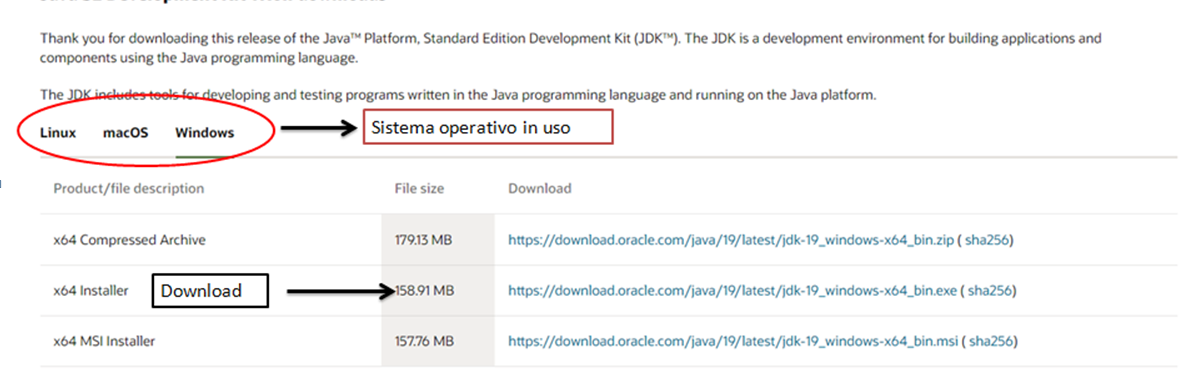 Thank you for downloading this release of the Java™ Platform, Standard Edition Development Kit (JDK™). The JDK is a development environment for building applications and
components using the Java programming language.
The JDK includes tools for developing and testing programs written in the Java programming language and running on the Java platform.
Linux macOS Windows Sistema operativo in uso
Product/file description File size Download
x64 Compressed Archive 179.13 MB https://download.oracle.com/java/19/latest/jdk-19_windows-x64_bin.zip ( sha256)
x64 Installer Download 158.91 MB https://download.oracle.com/java/19/latest/jdk-19_windows-x64_bin.exe ( sha256)
x64 MSI Installer 157.76 MB https://download.oracle.com/java/19/latest/jdk-19_windows-x64_bin.msi ( sha256)